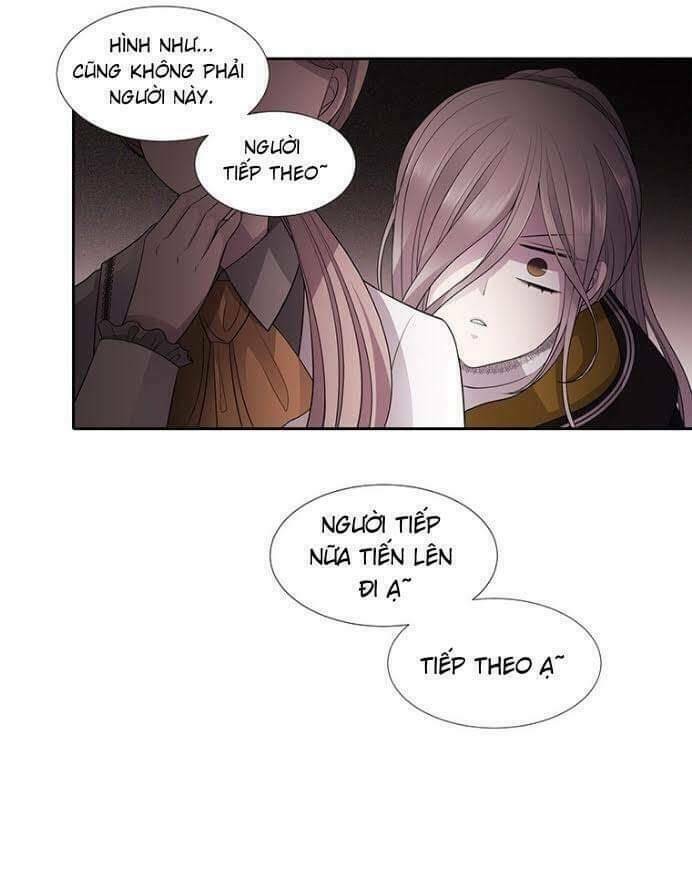 HÌNH NHƯ...
CŨNG KHÔNG PHẢI
NGƯỜI NÀY.
NGƯỜI
TIẾP THEO~
NGƯỜI TIẾP
NỮA TIẾN LÊN
ĐI Ạ~
TIẾP THEO Ạ~